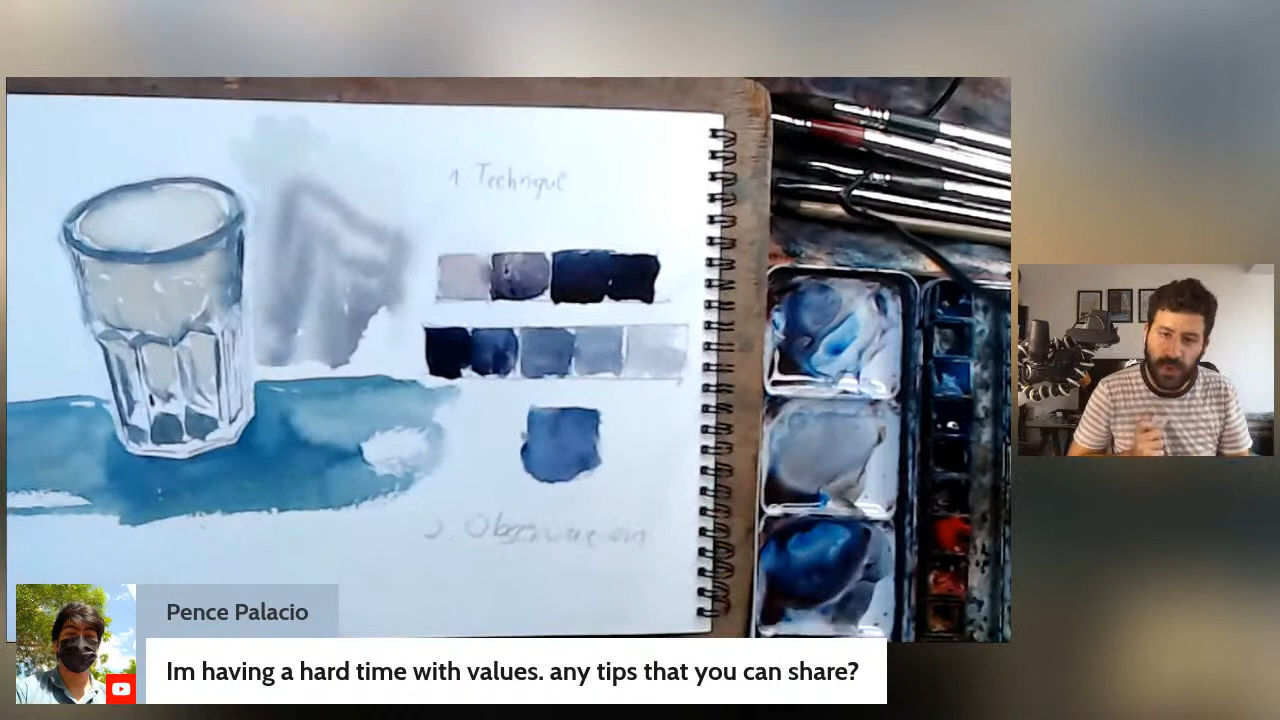 1 Technique
2. Observation
Pence Palacio
Im having a hard time with values. any tips that you can share?